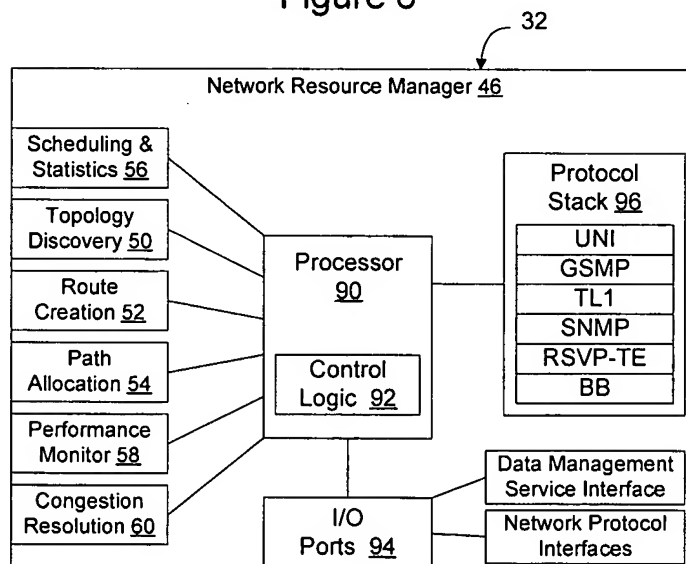 Figure 6
32
Network Resource Manager 46
Scheduling &
Statistics 56
Topology
Discovery 50
Route
Creation 52
Path
Allocation 54
Performance
Monitor 58
Congestion
Resolution 60
Processor
90
Control
Logic 92
I/O
Ports 94
Protocol
Stack 96
UNI
GSMP
TL1
SNMP
RSVP-TE
BB
Data Management
Service Interface
Network Protocol
Interfaces